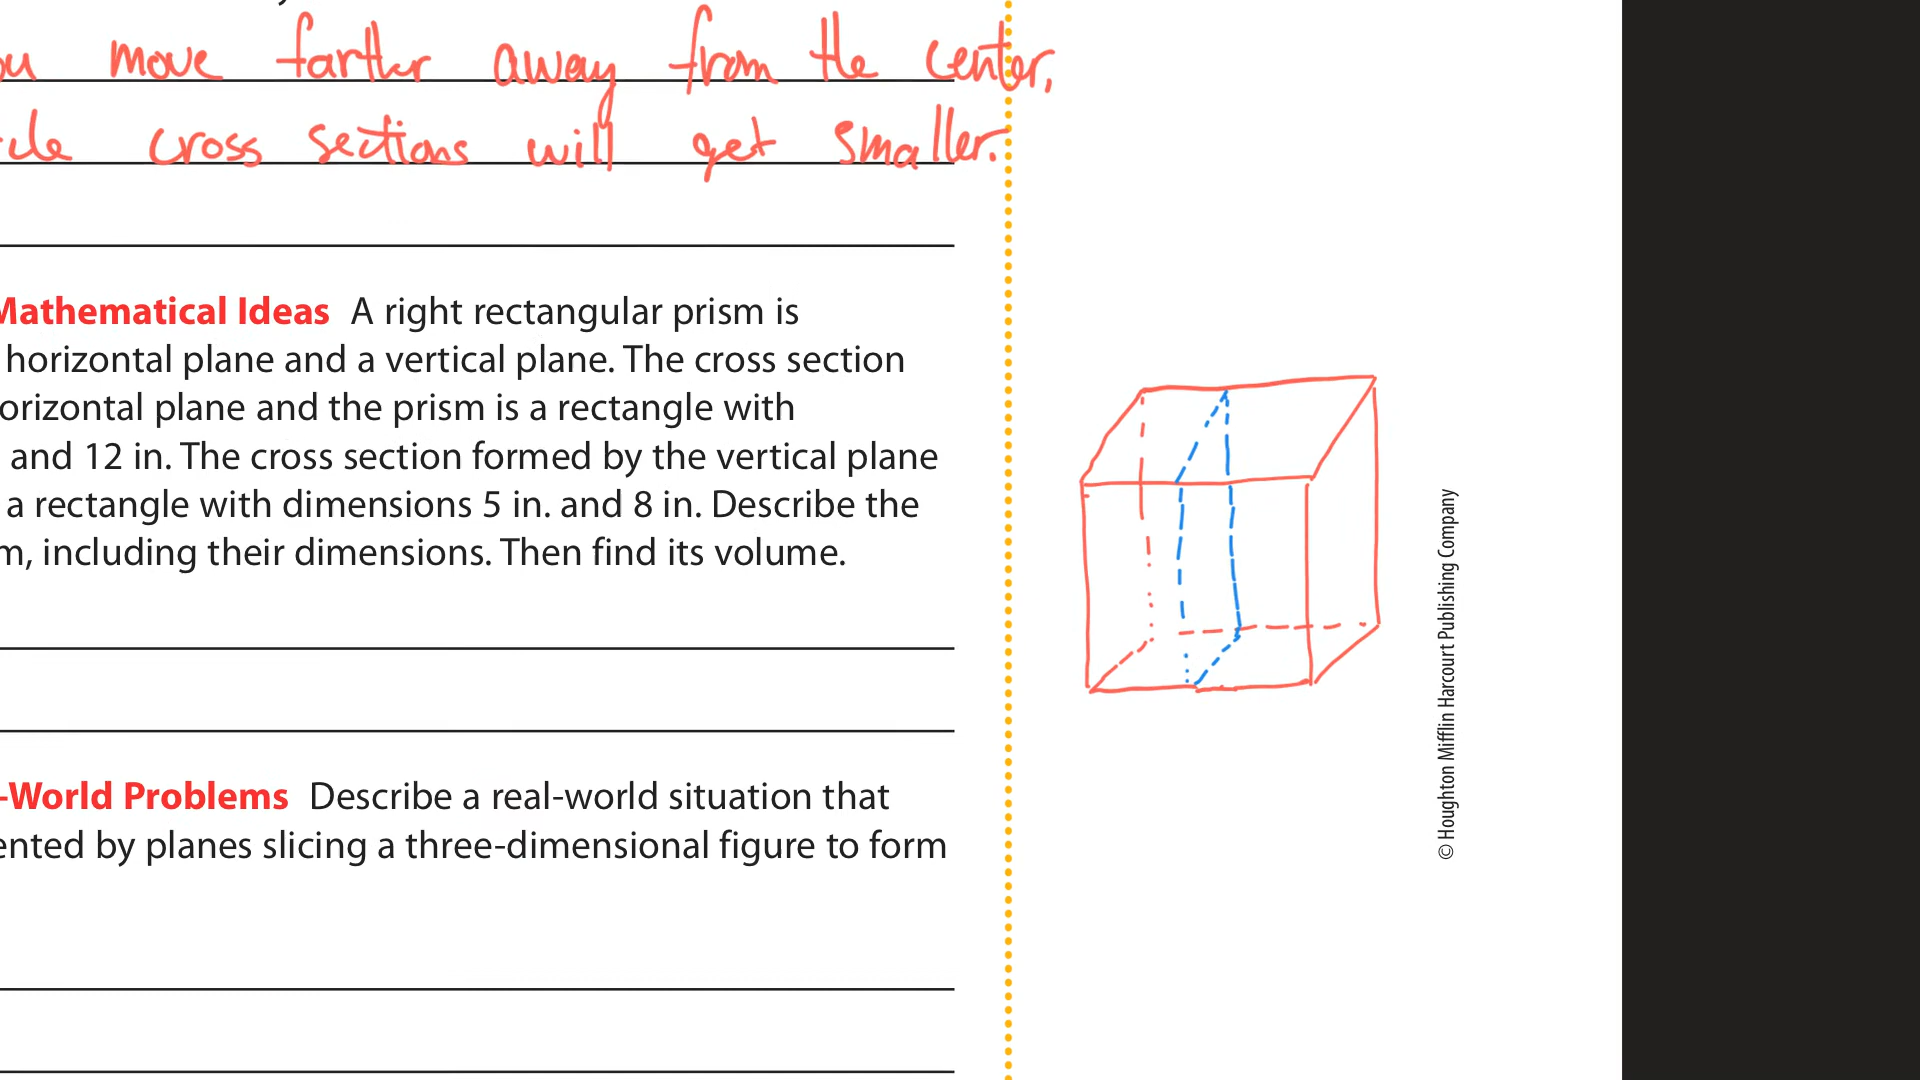 ou move farther away from the center,
cle cross sections will get smaller.
Mathematical Ideas A right rectangular prism is
horizontal plane and a vertical plane. The cross section
orizontal plane and the prism is a rectangle with
and 12 in. The cross section formed by the vertical plane
a rectangle with dimensions 5 in. and 8 in. Describe the
m, including their dimensions. Then find its volume.
-World Problems Describe a real-world situation that
ented by planes slicing a three-dimensional figure to form
© Houghton Mifflin Harcourt Publishing Company